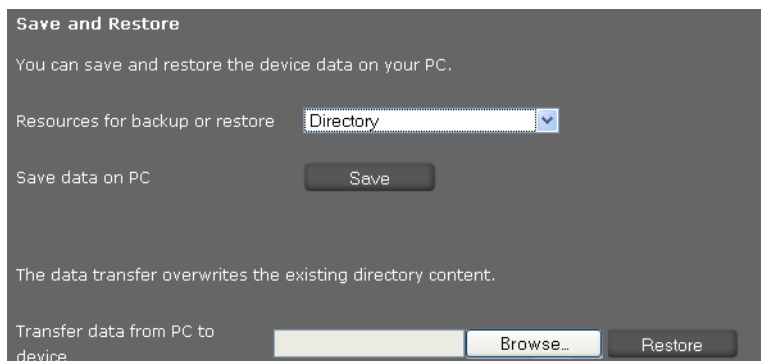 Save and Restore
You can save and restore the device data on your PC.
Resources for backup or restore Directory
Save data on PC Save
The data transfer overwrites the existing directory content.
Transfer data from PC to
device Browse... Restore